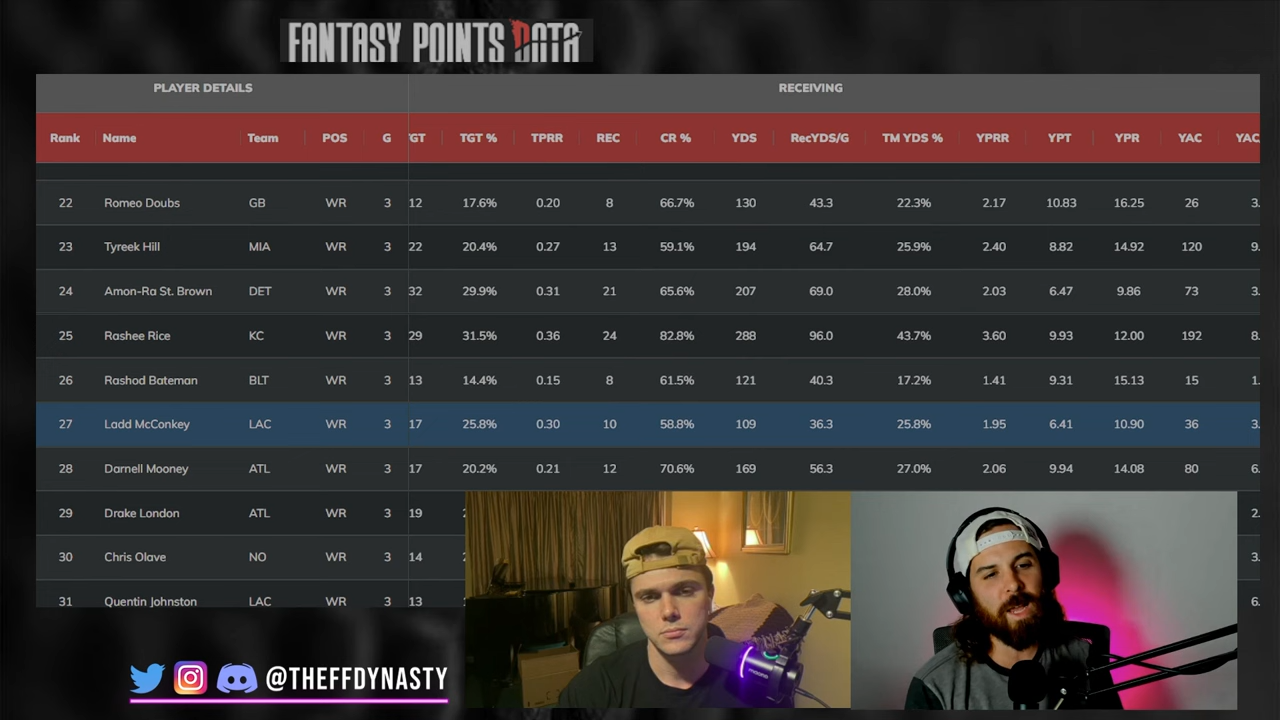 FANTASY POINTS DATA
PLAYER DETAILS RECEIVING
Rank Name Team POS G TGT TGT % TPRR REC CR % YDS RecYDS/G TM YDS % YPRR YPT YPR YAC YAC
22 Romeo Doubs GB WR 3 12 17.6% 0.20 8 66.7% 130 43.3 22.3% 2.17 10.83 16.25 26 3.
23 Tyreek Hill MIA WR 3 22 20.4% 0.27 13 59.1% 194 64.7 25.9% 2.40 8.82 14.92 120 9.
24 Amon-Ra St. Brown DET WR 3 32 29.9% 0.31 21 65.6% 207 69.0 28.0% 2.03 6.47 9.86 73 3.
25 Rashee Rice KC WR 3 29 31.5% 0.36 24 82.8% 288 96.0 43.7% 3.60 9.93 12.00 192 8.
26 Rashod Bateman BLT WR 3 13 14.4% 0.15 8 61.5% 121 40.3 17.2% 1.41 9.31 15.13 15 1.
27 Ladd McConkey LAC WR 3 17 25.8% 0.30 10 58.8% 109 36.3 25.8% 1.95 6.41 10.90 36 3.
28 Darnell Mooney ATL WR 3 17 20.2% 0.21 12 70.6% 169 56.3 27.0% 2.06 9.94 14.08 80 6.
29 Drake London ATL WR 3 19 2.
30 Chris Olave NO WR 3 14 3.
31 Quentin Johnston LAC WR 3 13 6.
@THEFFDYNASTY